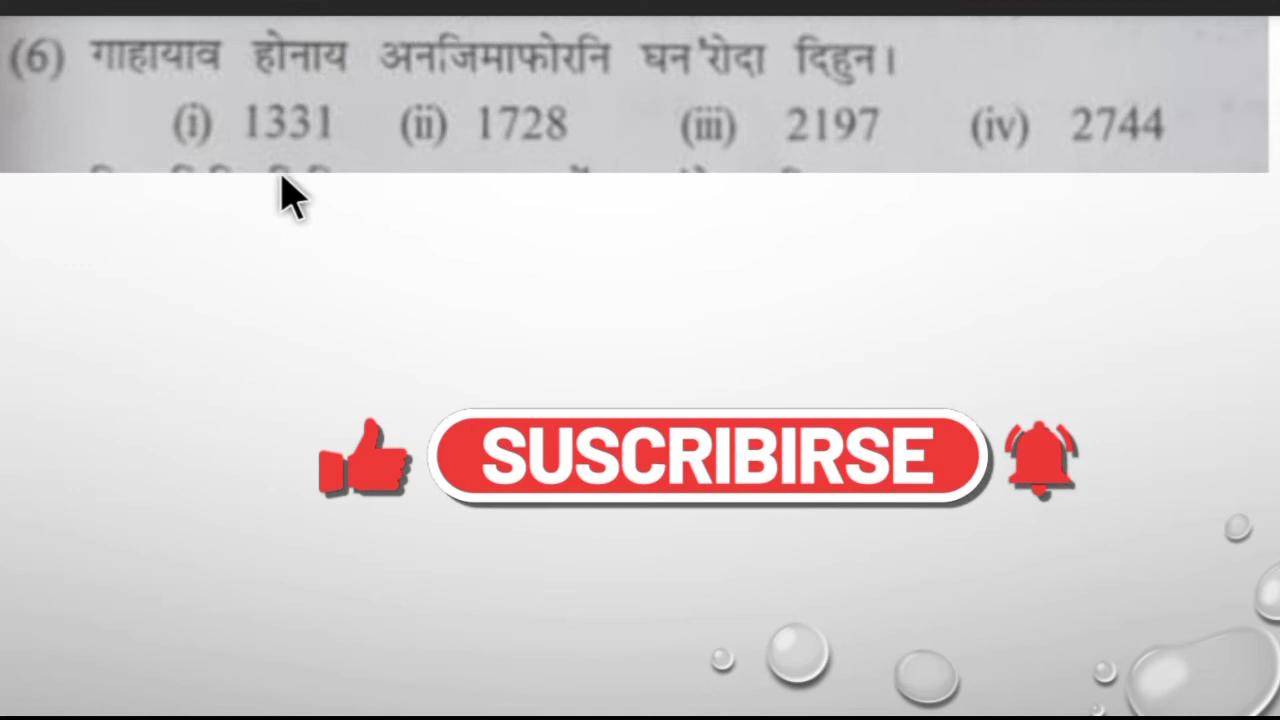 (6) गाहायाव होनाय अनजिमाफोरनि घन'रोदा दिहुन।
(i) 1331 (ii) 1728 (iii) 2197 (iv) 2744
SUSCRIBIRSE